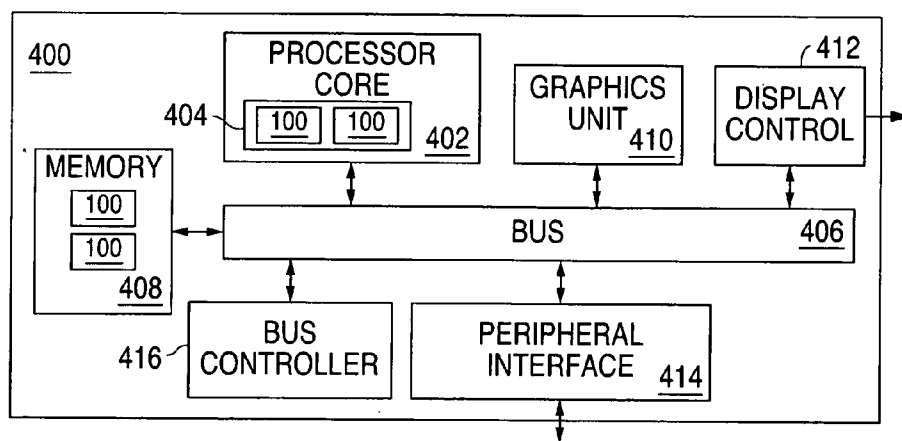 400
PROCESSOR
CORE
404
100 100
402
GRAPHICS
UNIT
410
412
DISPLAY
CONTROL
MEMORY
100
100
408
BUS
406
416
BUS
CONTROLLER
PERIPHERAL
INTERFACE
414